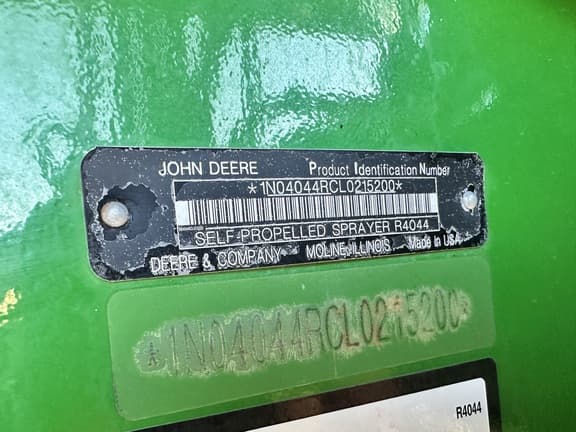 JOHN DEERE Product Identification Number
*1N04044RCL0215200*
SELF-PROPELLED SPRAYER R4044
DEERE & COMPANY MOLINE, ILLINOIS Made in USA
*1N04044RCL0215200*
R4044